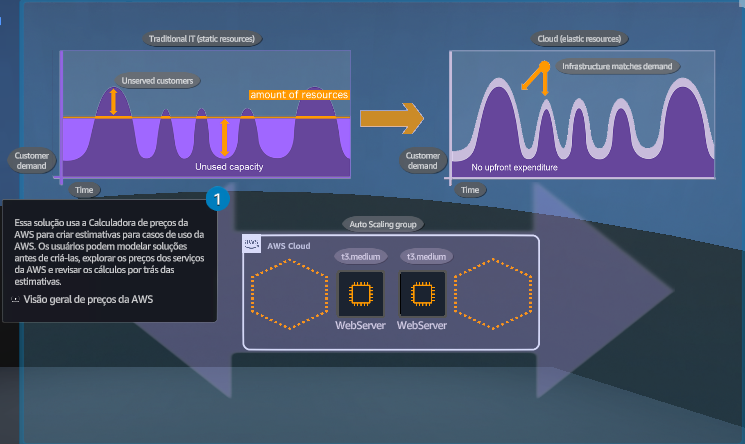 Traditional IT (static resources)
Cloud (elastic resources)
Unserved customers
Infrastructure matches demand
amount of resources
Customer
demand
Unused capacity
Customer
demand
No upfront expenditure
Time
Time
1
Essa solução usa a Calculadora de preços da
AWS para criar estimativas para casos de uso da
AWS. Os usuários podem modelar soluções
antes de criá-las, explorar os preços dos serviços
da AWS e revisar os cálculos por trás das
estimativas.
Visão geral de preços da AWS
Auto Scaling group
aws
AWS Cloud
t3.medium
t3.medium
WebServer
WebServer